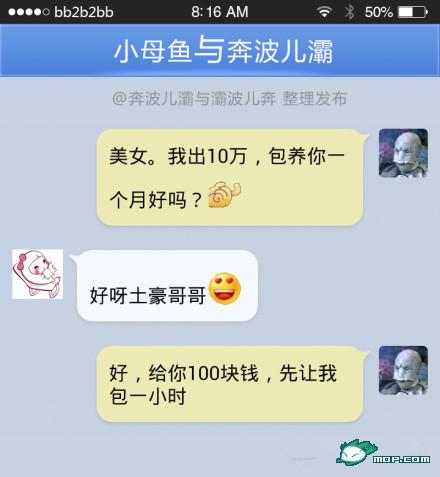 bb2b2bb
8:16 AM
50%
小母鱼与奔波儿灞
@奔波儿灞与灞波儿奔 整理发布
美女。我出10万，包养你一
个月好吗？
好呀土豪哥哥
好，给你100块钱，先让我
包一小时
MOP.COM